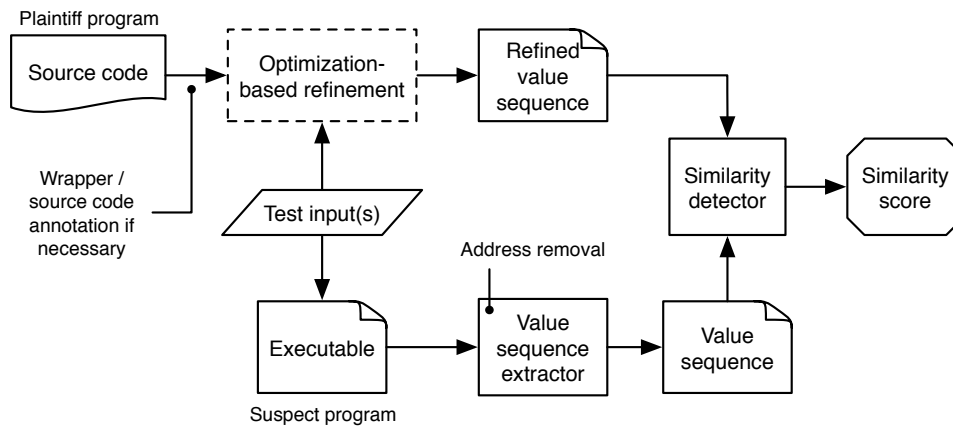 Plaintiff program
Source code
Optimization-
based refinement
Refined
value
sequence
Wrapper /
source code
annotation if
necessary
Test input(s)
Similarity
detector
Similarity
score
Address removal
Executable
Value
sequence
extractor
Value
sequence
Suspect program